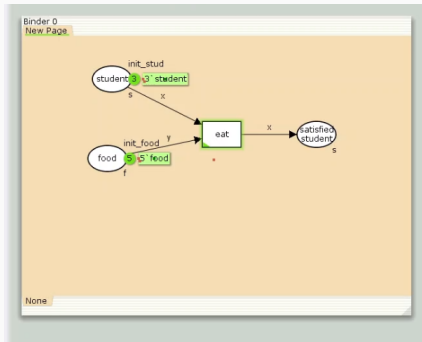 Binder 0
New Page
init_stud
student 3 3`student
s
x
init_food
y
eat
x
satisfied
student
s
food 5 5`food
f
None